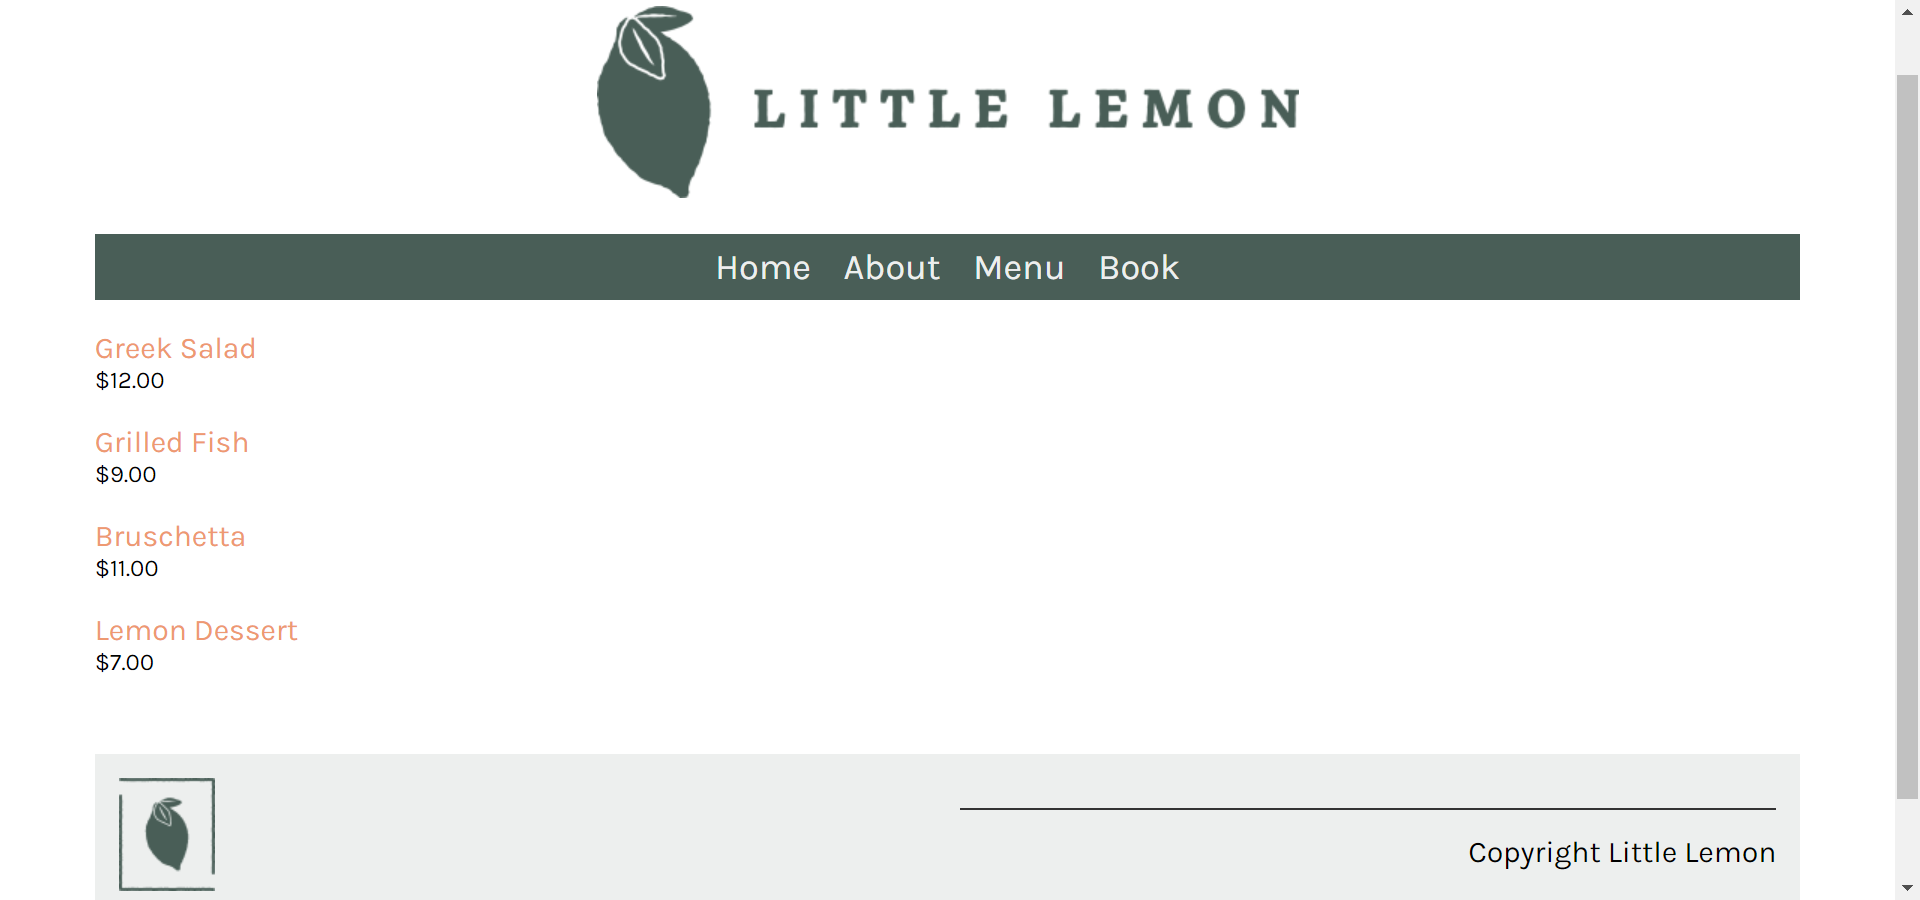 LITTLE LEMON
Home About Menu Book
Greek Salad
$12.00
Grilled Fish
$9.00
Bruschetta
$11.00
Lemon Dessert
$7.00
Copyright Little Lemon